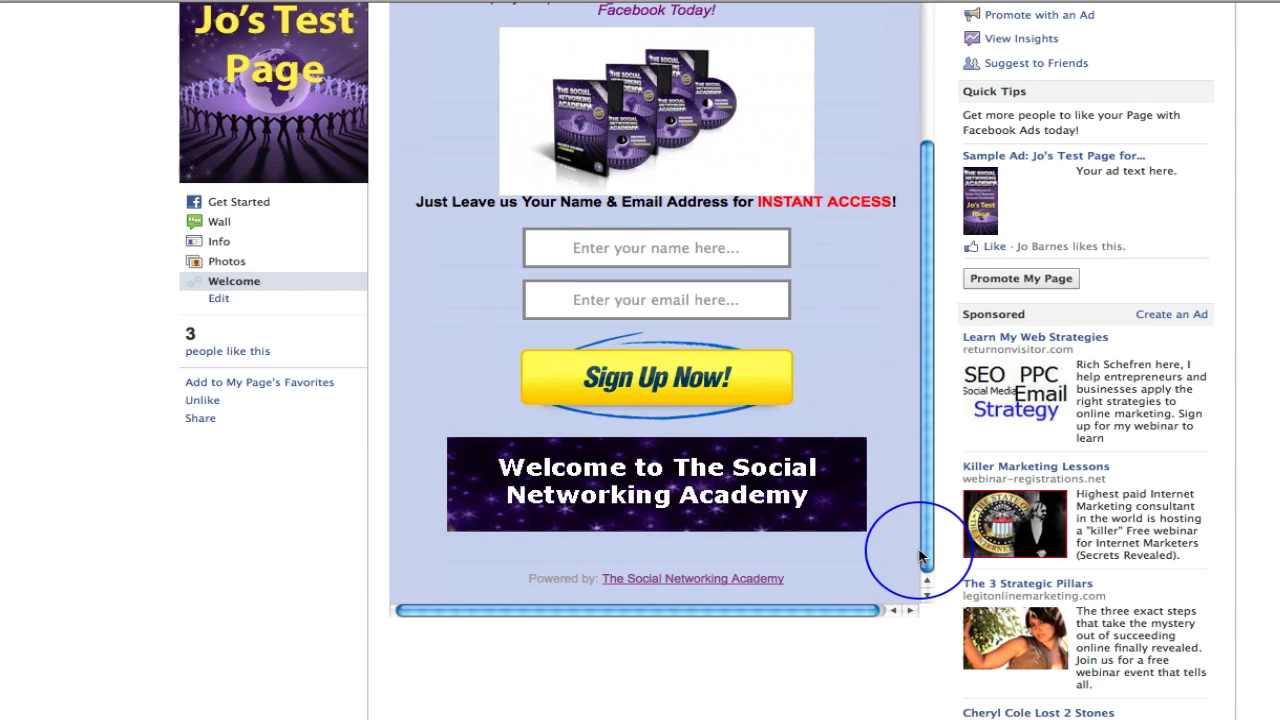 Jo's Test
Page
Get Started
Wall
Info
Photos
Welcome
Edit
3
people like this
Add to My Page's Favorites
Unlike
Share
Facebook Today!
THE SOCIAL
NETWORKING
ACADEMY
Just Leave us Your Name & Email Address for INSTANT ACCESS!
Enter your name here...
Enter your email here...
Sign Up Now!
Welcome to The Social
Networking Academy
Powered by: The Social Networking Academy
Promote with an Ad
View Insights
Suggest to Friends
Quick Tips
Get more people to like your Page with
Facebook Ads today!
Sample Ad: Jo's Test Page for...
Your ad text here.
Jo's Test
Page
Like · Jo Barnes likes this.
Promote My Page
Sponsored
Create an Ad
Learn My Web Strategies
returnonvisitor.com
SEO PPC
Social Media Email
Strategy
Rich Schefren here, I
help entrepreneurs and
businesses apply the
right strategies to
online marketing. Sign
up for my webinar to
learn
Killer Marketing Lessons
webinar-registrations.net
Highest paid Internet
Marketing consultant
in the world is hosting
a "killer" Free webinar
for Internet Marketers
(Secrets Revealed).
The 3 Strategic Pillars
legitonlinemarketing.com
The three exact steps
that take the mystery
out of succeeding
online finally revealed.
Join us for a free
webinar event that tells
all.
Cheryl Cole Lost 2 Stones